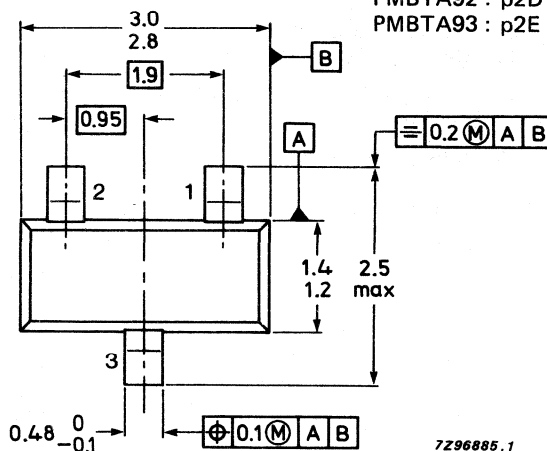 PMBTA92 : p2D
PMBTA93 : p2E
3.0
2.8
B
1.9
0.95
A
⌯ 0.2 Ⓜ A B
2
1
1.4
1.2
2.5
max
3
0.48 0
-0.1
⌖ 0.1 Ⓜ A B
7Z96885.1